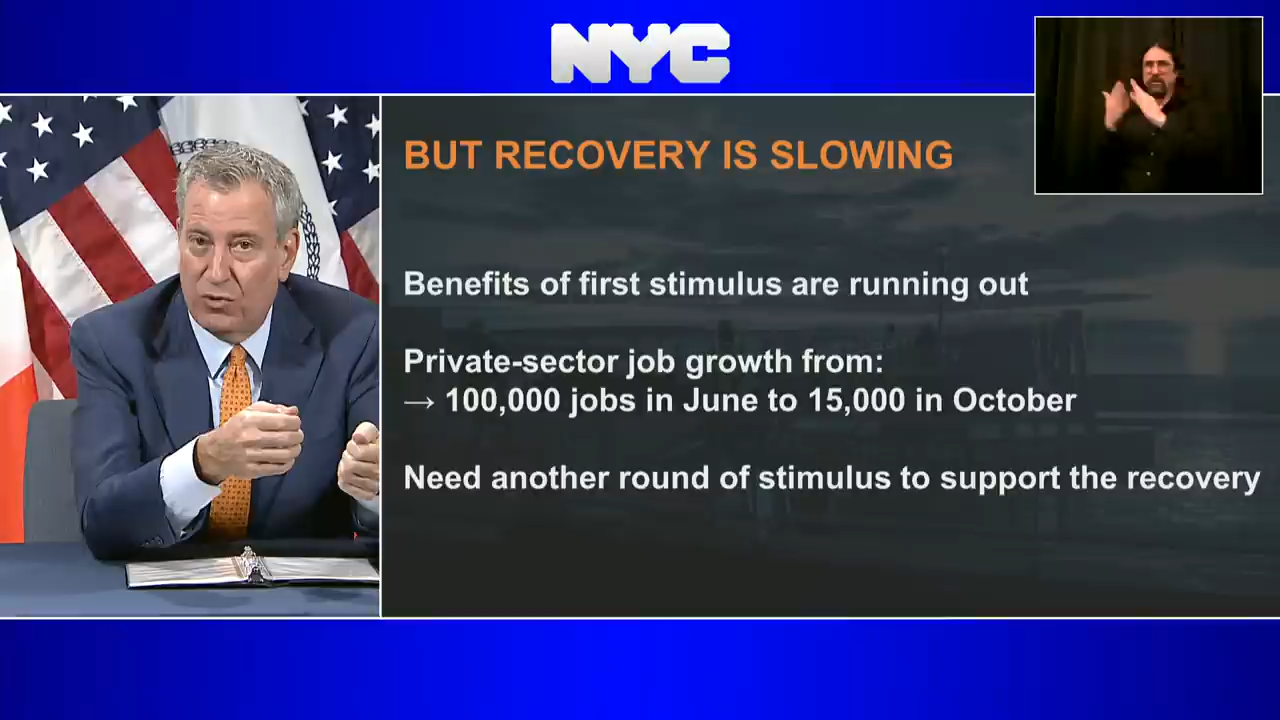 NYC
BUT RECOVERY IS SLOWING
Benefits of first stimulus are running out
Private-sector job growth from:
→ 100,000 jobs in June to 15,000 in October
Need another round of stimulus to support the recovery